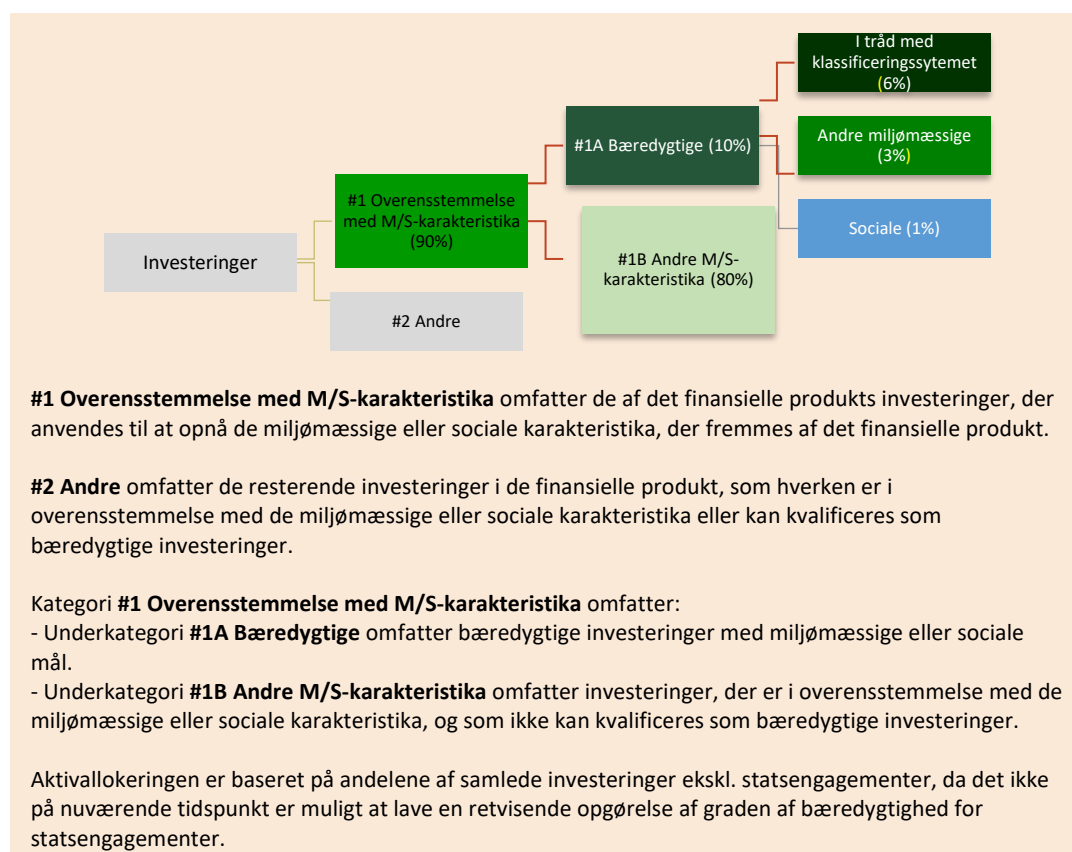 I tråd med
klassificeringssytemet
(6%)
#1A Bæredygtige (10%)
Andre miljømæssige
(3%)
#1 Overensstemmelse
med M/S-karakteristika
(90%)
Sociale (1%)
Investeringer
#1B Andre M/S-
karakteristika (80%)
#2 Andre
#1 Overensstemmelse med M/S-karakteristika omfatter de af det finansielle produkts investeringer, der
anvendes til at opnå de miljømæssige eller sociale karakteristika, der fremmes af det finansielle produkt.
#2 Andre omfatter de resterende investeringer i de finansielle produkt, som hverken er i
overensstemmelse med de miljømæssige eller sociale karakteristika eller kan kvalificeres som
bæredygtige investeringer.
Kategori #1 Overensstemmelse med M/S-karakteristika omfatter:
- Underkategori #1A Bæredygtige omfatter bæredygtige investeringer med miljømæssige eller sociale
mål.
- Underkategori #1B Andre M/S-karakteristika omfatter investeringer, der er i overensstemmelse med de
miljømæssige eller sociale karakteristika, og som ikke kan kvalificeres som bæredygtige investeringer.
Aktivallokeringen er baseret på andelene af samlede investeringer ekskl. statsengagementer, da det ikke
på nuværende tidspunkt er muligt at lave en retvisende opgørelse af graden af bæredygtighed for
statsengagementer.